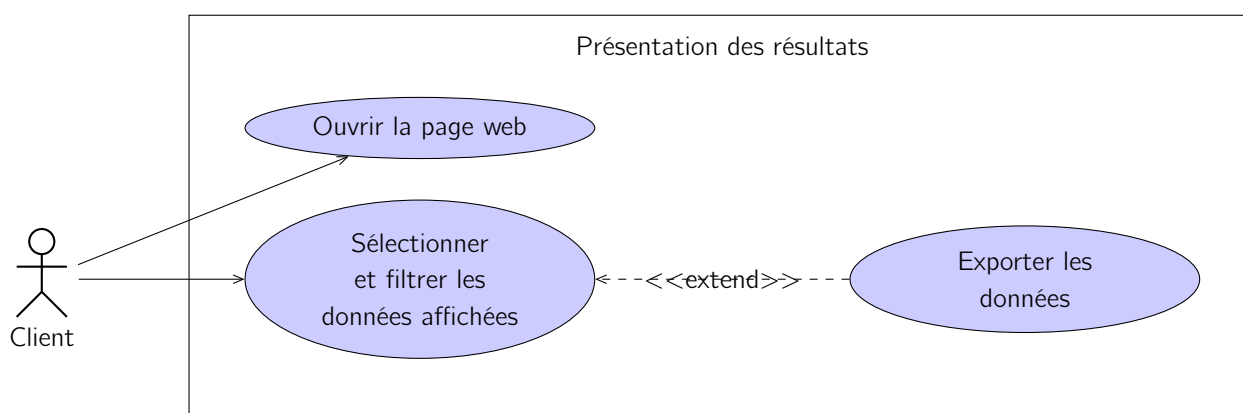 Présentation des résultats
Ouvrir la page web
Sélectionner
et filtrer les
données affichées
<<extend>>
Exporter les
données
Client